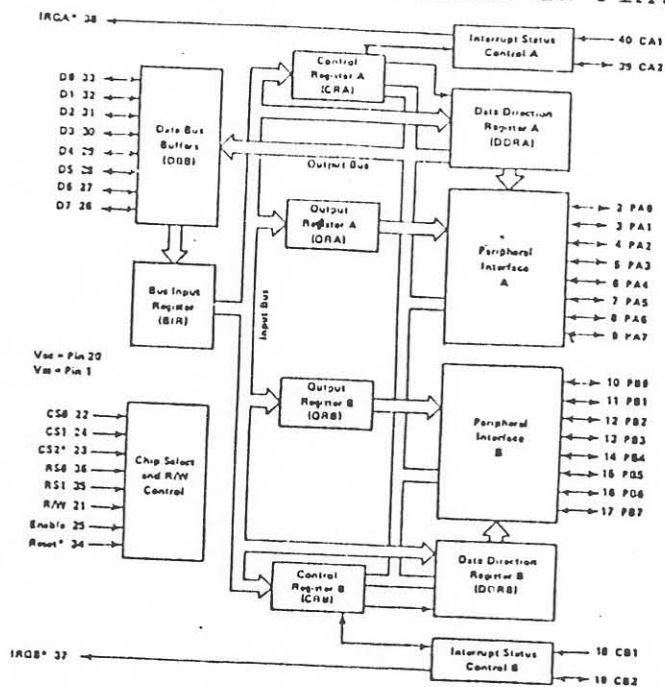 IRQA* 38
Interrupt Status
Control A
40 CA1
39 CA2
Control
Register A
(CRA)
D0 33
D1 32
D2 31
D3 30
D4 29
D5 28
D6 27
D7 26
Data Bus
Buffers
(DBB)
Data Direction
Register A
(DDRA)
Output Bus
Output
Register A
(ORA)
2 PA0
3 PA1
4 PA2
5 PA3
6 PA4
7 PA5
8 PA6
9 PA7
Peripheral
Interface
A
Bus Input
Register
(BIR)
Input Bus
= Pin 20
= Pin 1
Output
Register B
(ORB)
10 PB0
11 PB1
12 PB2
13 PB3
14 PB4
15 PB5
16 PB6
17 PB7
Peripheral
Interface
B
CS0 22
CS1 24
CS2* 23
RS0 36
RS1 35
R/W 21
Enable 25
Reset* 34
Chip Select
and R/W
Control
Control
Register B
(CRB)
Data Direction
Register B
(DDRB)
IRQB* 37
Interrupt Status
Control B
18 CB1
19 CB2